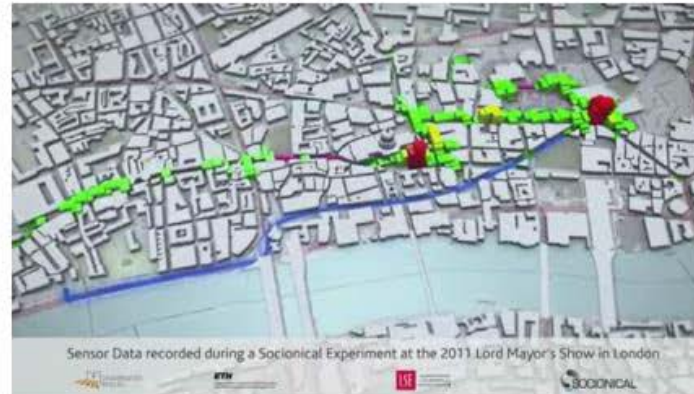 Sensor Data recorded during a Socionical Experiment at the 2011 Lord Mayor's Show in London
ETH
LSE
SOCIONICAL